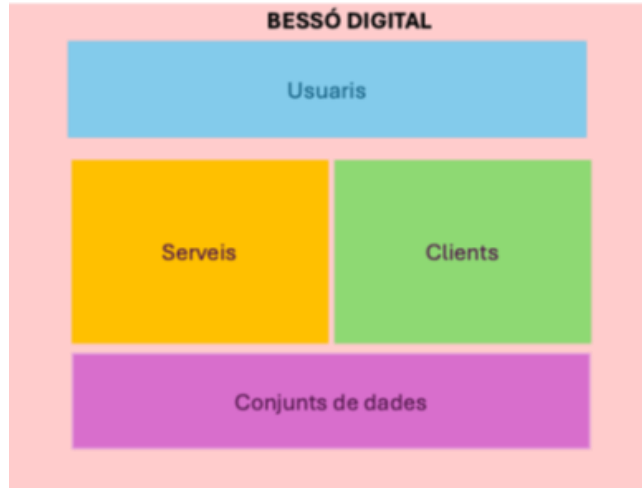 BESSÓ DIGITAL
Usuaris
Serveis
Clients
Conjunts de dades